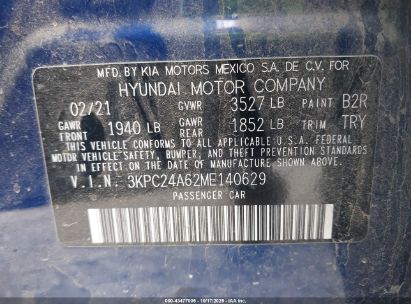 MFD. BY KIA MOTORS MEXICO S.A. DE C.V. FOR
HYUNDAI MOTOR COMPANY
02/21 GVWR 3527 LB PAINT B2R
GAWR FRONT 1940 LB GAWR REAR 1852 LB TRIM TRY
THIS VEHICLE CONFORMS TO ALL APPLICABLE U.S. FEDERAL
MOTOR VEHICLE SAFETY, BUMPER, AND THEFT PREVENTION STANDARDS
IN EFFECT ON THE DATE OF MANUFACTURE SHOWN ABOVE.
V.I.N. 3KPC24A62ME140629
PASSENGER CAR